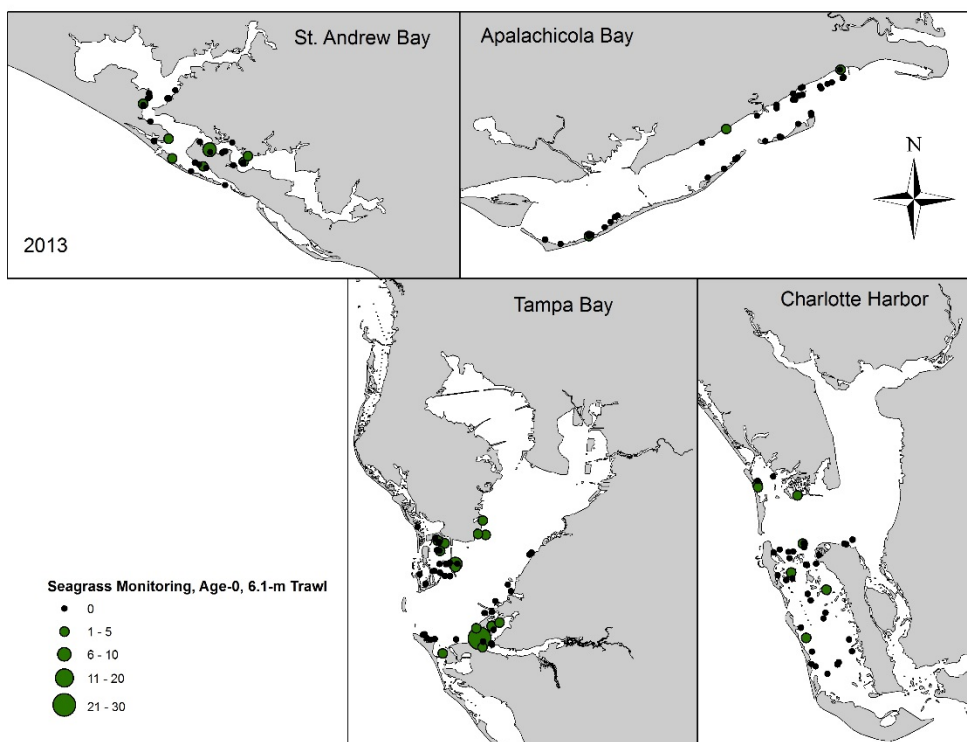 St. Andrew Bay
Apalachicola Bay
N
2013
Tampa Bay
Charlotte Harbor
Seagrass Monitoring, Age-0, 6.1-m Trawl
0
1 - 5
6 - 10
11 - 20
21 - 30